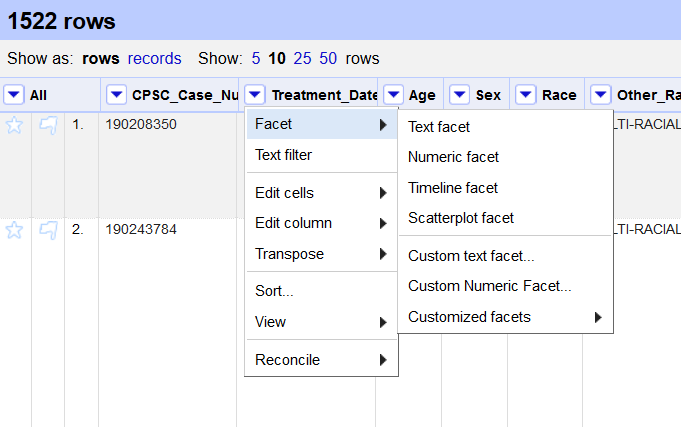 1522 rows
Show as: rows records Show: 5 10 25 50 rows
All CPSC_Case_Nu Treatment_Date Age Sex Race Other_Ra
1. 190208350 LTI-RACIAL
2. 190243784 LTI-RACIAL
Facet
Text filter
Edit cells
Edit column
Transpose
Sort...
View
Reconcile
Text facet
Numeric facet
Timeline facet
Scatterplot facet
Custom text facet...
Custom Numeric Facet...
Customized facets